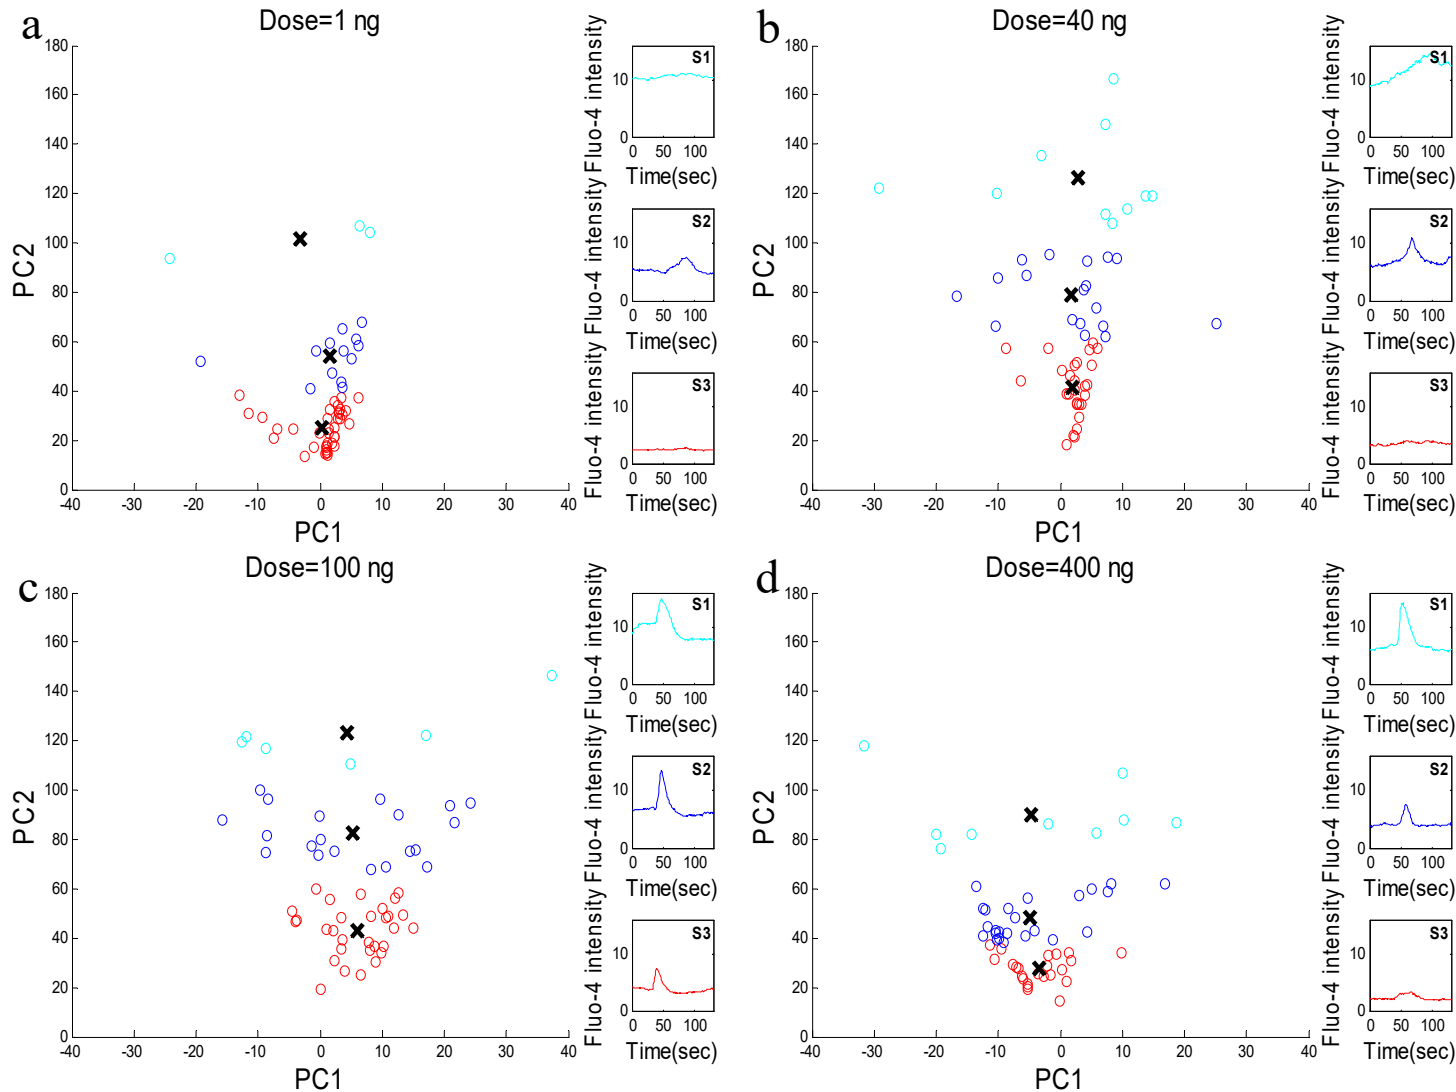 a
Dose=1 ng
180
160
140
120
100
80
60
40
20
0
-40 -30 -20 -10 0 10 20 30 40
PC2
PC1
Fluo-4 intensity
S1
10
0
0 50 100
Time(sec)
Fluo-4 intensity
S2
10
0
0 50 100
Time(sec)
Fluo-4 intensity
S3
10
0
0 50 100
Time(sec)
b
Dose=40 ng
180
160
140
120
100
80
60
40
20
0
-40 -30 -20 -10 0 10 20 30 40
PC2
PC1
Fluo-4 intensity
S1
10
0
0 50 100
Time(sec)
Fluo-4 intensity
S2
10
0
0 50 100
Time(sec)
Fluo-4 intensity
S3
10
0
0 50 100
Time(sec)
c
Dose=100 ng
180
160
140
120
100
80
60
40
20
0
-40 -30 -20 -10 0 10 20 30 40
PC2
PC1
Fluo-4 intensity
S1
10
0
0 50 100
Time(sec)
Fluo-4 intensity
S2
10
0
0 50 100
Time(sec)
Fluo-4 intensity
S3
10
0
0 50 100
Time(sec)
d
Dose=400 ng
180
160
140
120
100
80
60
40
20
0
-40 -30 -20 -10 0 10 20 30 40
PC2
PC1
Fluo-4 intensity
S1
10
0
0 50 100
Time(sec)
Fluo-4 intensity
S2
10
0
0 50 100
Time(sec)
Fluo-4 intensity
S3
10
0
0 50 100
Time(sec)